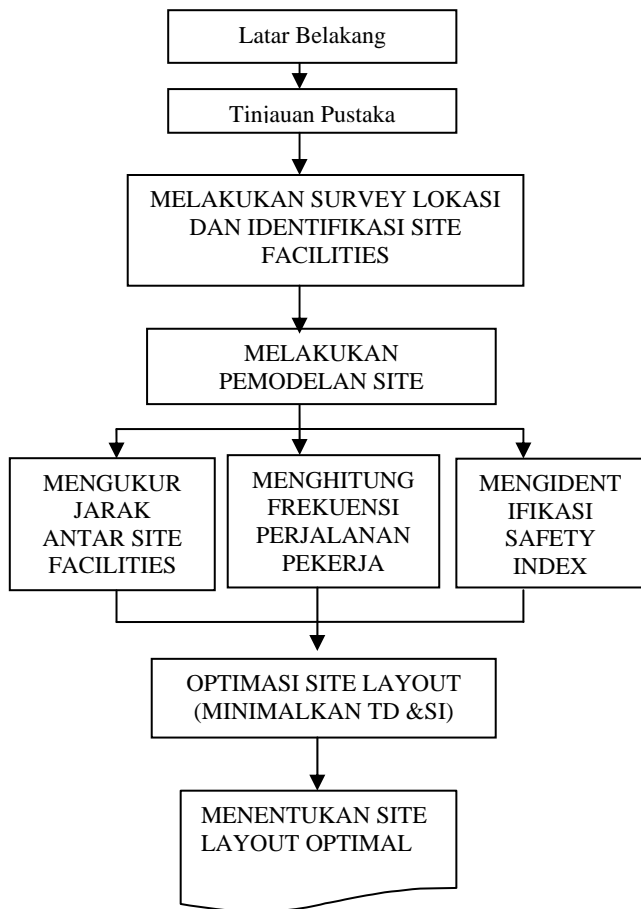 Latar Belakang
Tinjauan Pustaka
MELAKUKAN SURVEY LOKASI
DAN IDENTIFIKASI SITE
FACILITIES
MELAKUKAN
PEMODELAN SITE
MENGUKUR
JARAK
ANTAR SITE
FACILITIES
MENGHITUNG
FREKUENSI
PERJALANAN
PEKERJA
MENGIDENT
IFIKASI
SAFETY
INDEX
OPTIMASI SITE LAYOUT
(MINIMALKAN TD &SI)
MENENTUKAN SITE
LAYOUT OPTIMAL